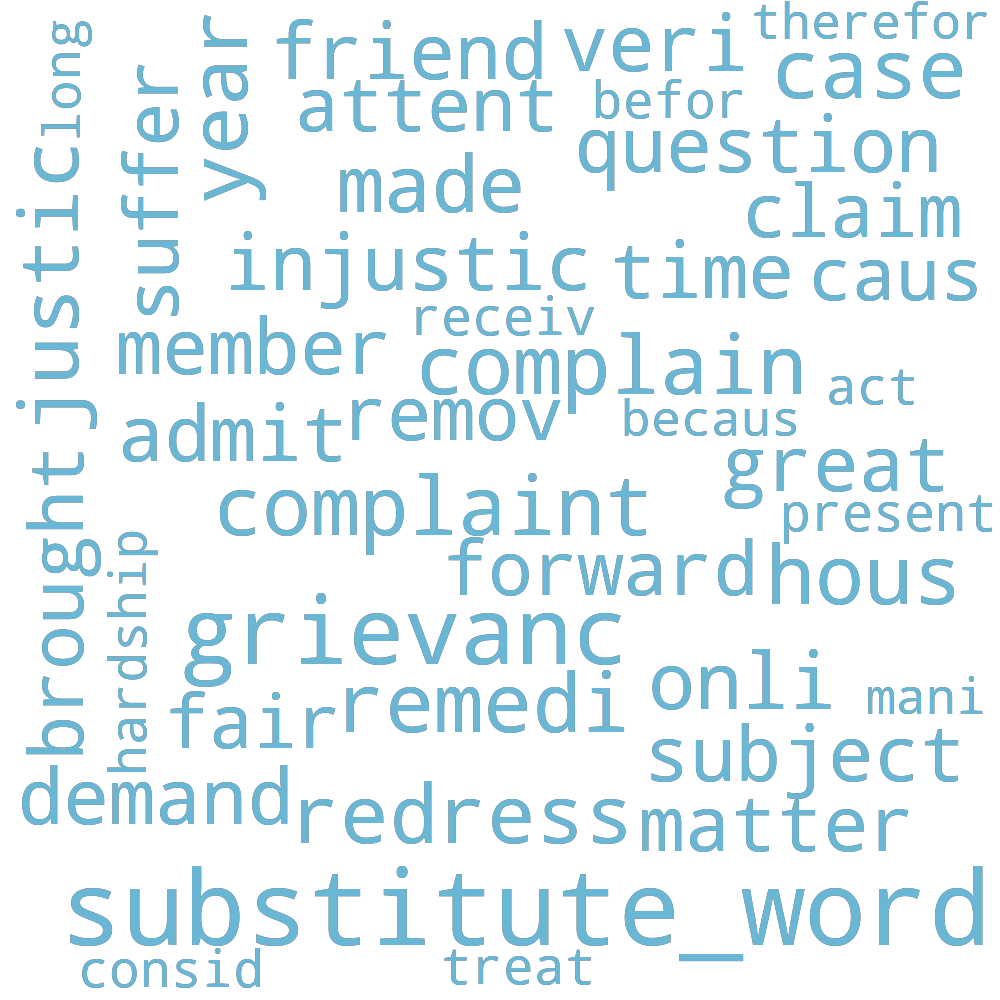 therefor
long
year
friend
veri
case
suffer
attent
befor
question
made
claim
justic
injustic
time
caus
receiv
member
complain
act
remov
becaus
admit
great
brought
complaint
present
hardship
forward
hous
grievanc
onli
mani
remedi
fair
subject
demand
redress
matter
substitute_word
consid
treat